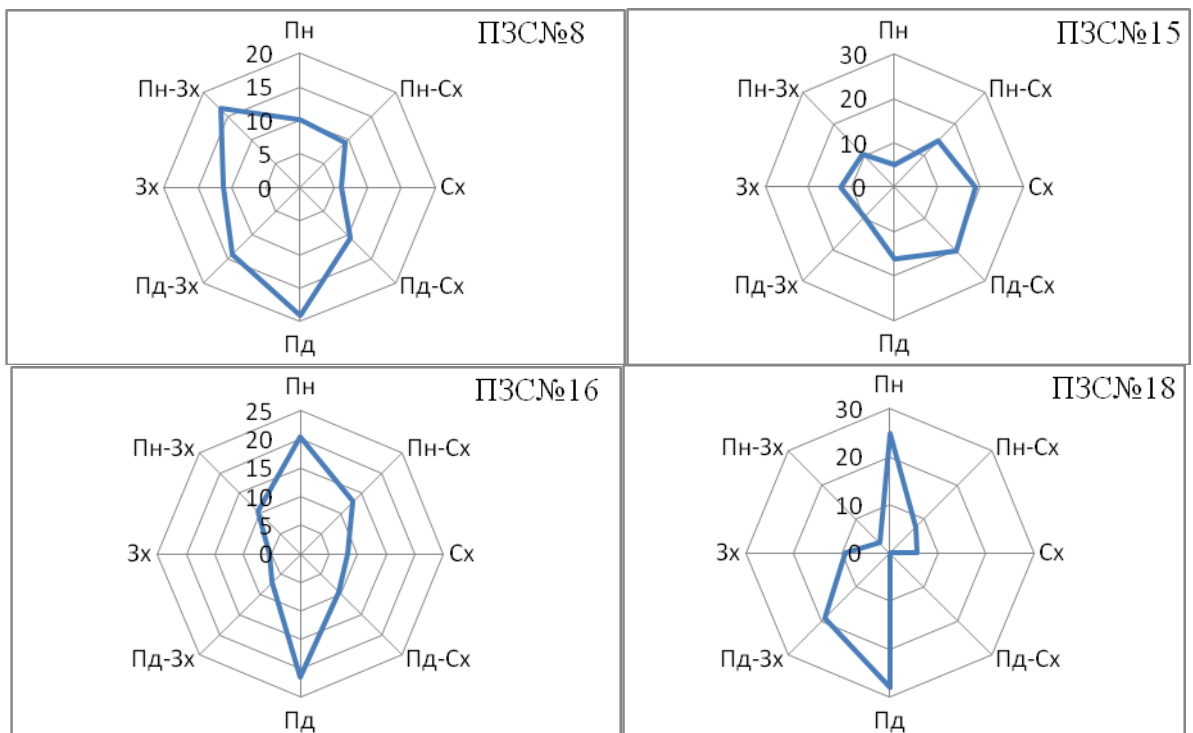 ПЗС№8
Пн
Пн-Сх
Сх
Пд-Сх
Пд
Пд-Зх
Зх
Пн-Зх
20
15
10
5
0
ПЗС№15
Пн
Пн-Сх
Сх
Пд-Сх
Пд
Пд-Зх
Зх
Пн-Зх
30
20
10
0
ПЗС№16
Пн
Пн-Сх
Сх
Пд-Сх
Пд
Пд-Зх
Зх
Пн-Зх
25
20
15
10
5
0
ПЗС№18
Пн
Пн-Сх
Сх
Пд-Сх
Пд
Пд-Зх
Зх
Пн-Зх
30
20
10
0